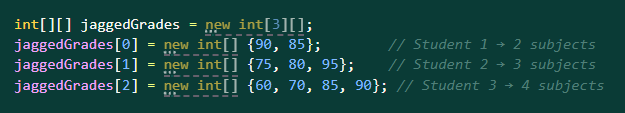 int[][] jaggedGrades = new int[3][];
jaggedGrades[0] = new int[] {90, 85};        // Student 1 → 2 subjects
jaggedGrades[1] = new int[] {75, 80, 95};    // Student 2 → 3 subjects
jaggedGrades[2] = new int[] {60, 70, 85, 90}; // Student 3 → 4 subjects